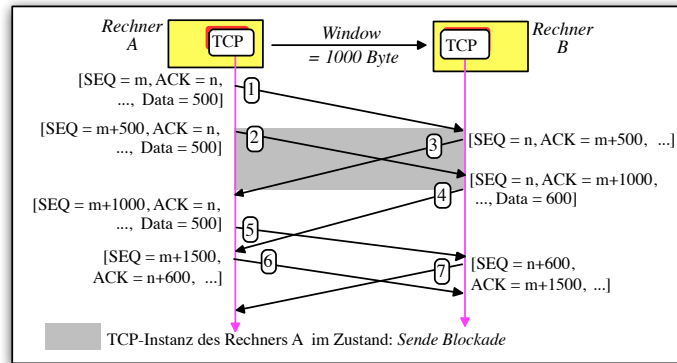 Rechner
A
TCP
Window
= 1000 Byte
TCP
Rechner
B
[SEQ = m, ACK = n,
..., Data = 500]
1
[SEQ = m+500, ACK = n,
..., Data = 500]
2
3
[SEQ = n, ACK = m+500, ...]
[SEQ = n, ACK = m+1000,
..., Data = 600]
4
[SEQ = m+1000, ACK = n,
..., Data = 500]
5
[SEQ = m+1500,
ACK = n+600, ...]
6
7
[SEQ = n+600,
ACK = m+1500, ...]
TCP-Instanz des Rechners A im Zustand: Sende Blockade